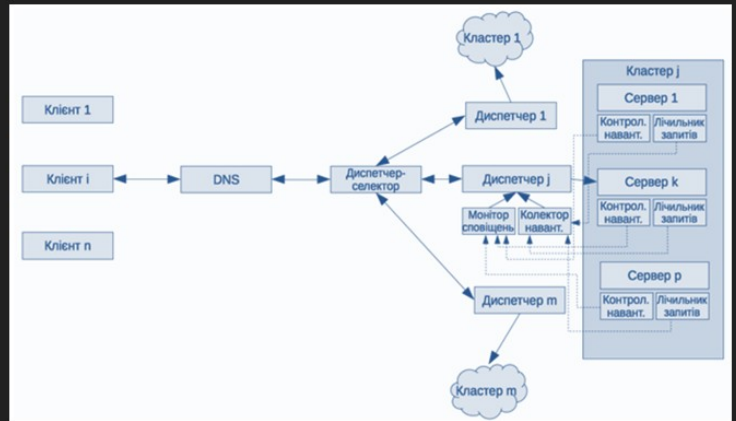 Кластер 1
Кластер j
Сервер 1
Клієнт 1
Диспетчер 1
Контрол.
навант.
Лічильник
запитів
Клієнт i
DNS
Диспетчер-
селектор
Диспетчер j
Сервер k
Монітор
сповіщень
Колектор
навант.
Контрол.
навант.
Лічильник
запитів
Клієнт n
Сервер p
Диспетчер m
Контрол.
навант.
Лічильник
запитів
Кластер m